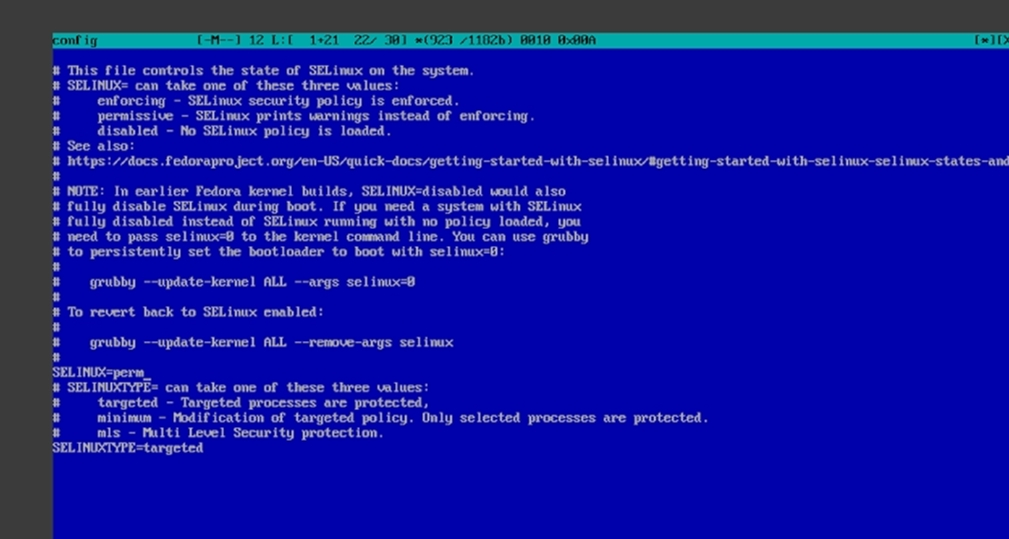 config [-M--] 12 L:[ 1+21 22/ 30] *(923 /1182b) 0010 0x00A [*][X
# This file controls the state of SELinux on the system.
# SELINUX= can take one of these three values:
# enforcing - SELinux security policy is enforced.
# permissive - SELinux prints warnings instead of enforcing.
# disabled - No SELinux policy is loaded.
# See also:
# https://docs.fedoraproject.org/en-US/quick-docs/getting-started-with-selinux/#getting-started-with-selinux-selinux-states-and
#
# NOTE: In earlier Fedora kernel builds, SELINUX=disabled would also
# fully disable SELinux during boot. If you need a system with SELinux
# fully disabled instead of SELinux running with no policy loaded, you
# need to pass selinux=0 to the kernel command line. You can use grubby
# to persistently set the bootloader to boot with selinux=0:
#
# grubby --update-kernel ALL --args selinux=0
#
# To revert back to SELinux enabled:
#
# grubby --update-kernel ALL --remove-args selinux
#
SELINUX=perm_
# SELINUXTYPE= can take one of these three values:
# targeted - Targeted processes are protected,
# minimum - Modification of targeted policy. Only selected processes are protected.
# mls - Multi Level Security protection.
SELINUXTYPE=targeted